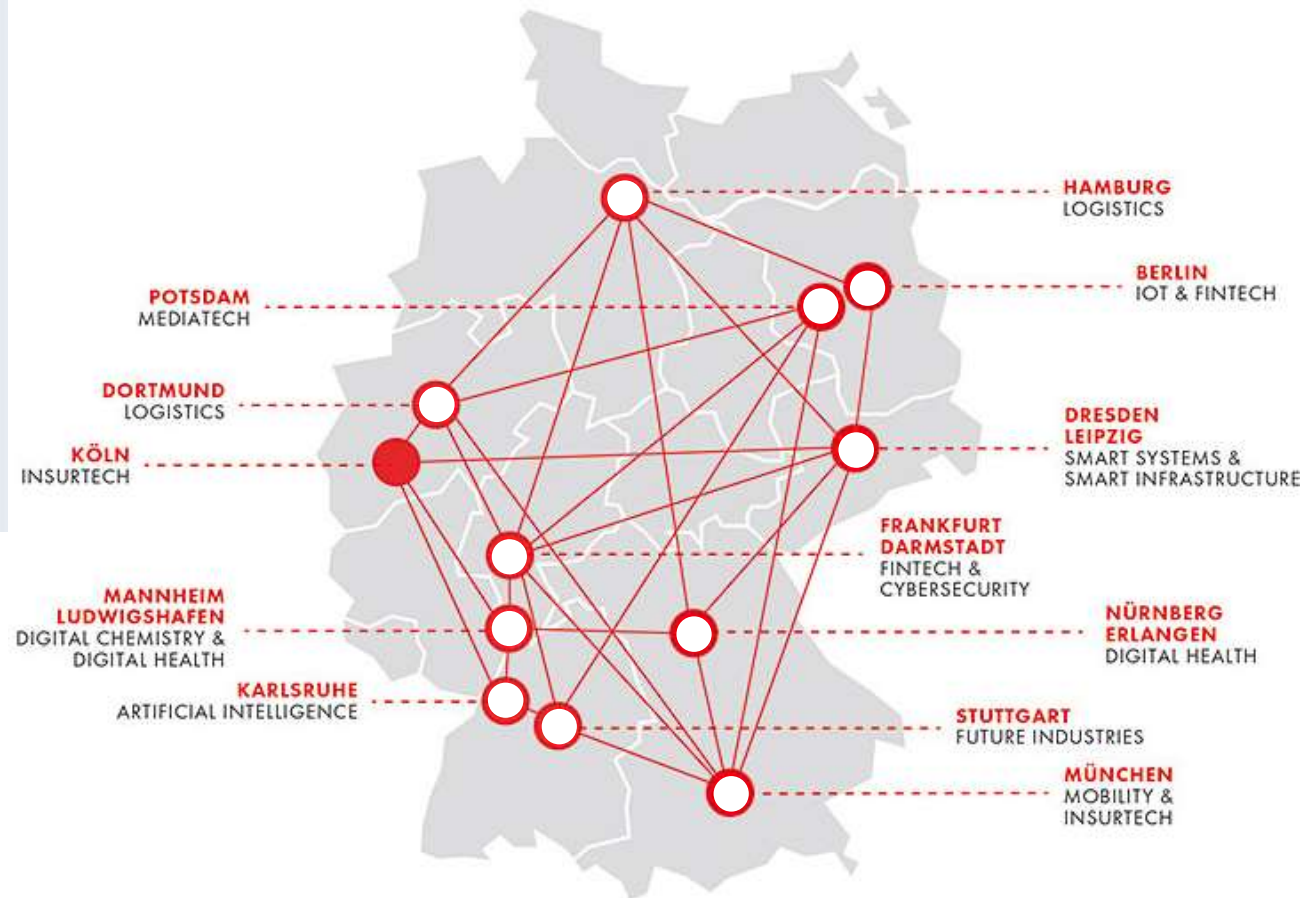 HAMBURG
LOGISTICS
BERLIN
IOT & FINTECH
POTSDAM
MEDIATECH
DORTMUND
LOGISTICS
DRESDEN
LEIPZIG
SMART SYSTEMS &
SMART INFRASTRUCTURE
KÖLN
INSURTECH
FRANKFURT
DARMSTADT
FINTECH &
CYBERSECURITY
MANNHEIM
LUDWIGSHAFEN
DIGITAL CHEMISTRY &
DIGITAL HEALTH
NÜRNBERG
ERLANGEN
DIGITAL HEALTH
KARLSRUHE
ARTIFICIAL INTELLIGENCE
STUTTGART
FUTURE INDUSTRIES
MÜNCHEN
MOBILITY &
INSURTECH